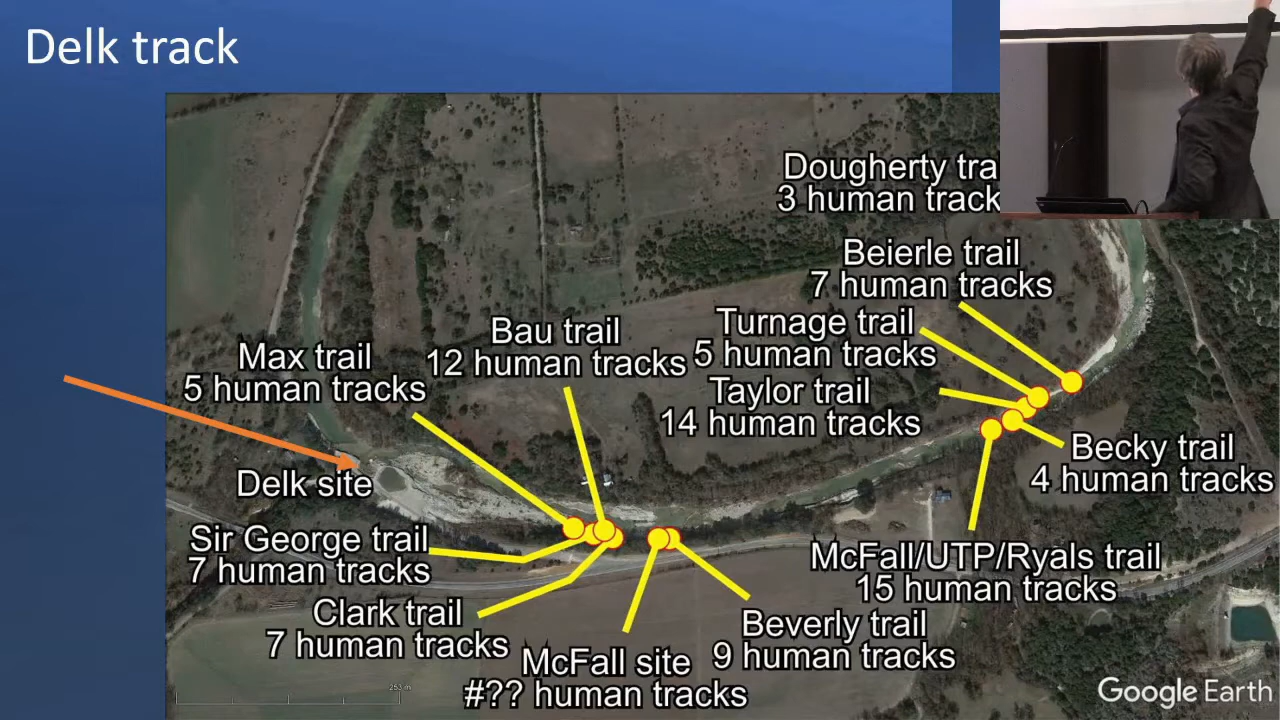 Delk track
Dougherty tra
3 human track
Beierle trail
7 human tracks
Turnage trail
5 human tracks
Bau trail
12 human tracks
Max trail
5 human tracks
Taylor trail
14 human tracks
Becky trail
4 human tracks
Delk site
Sir George trail
7 human tracks
McFall/UTP/Ryals trail
15 human tracks
Clark trail
7 human tracks
Beverly trail
9 human tracks
McFall site
#?? human tracks
253 m
Google Earth